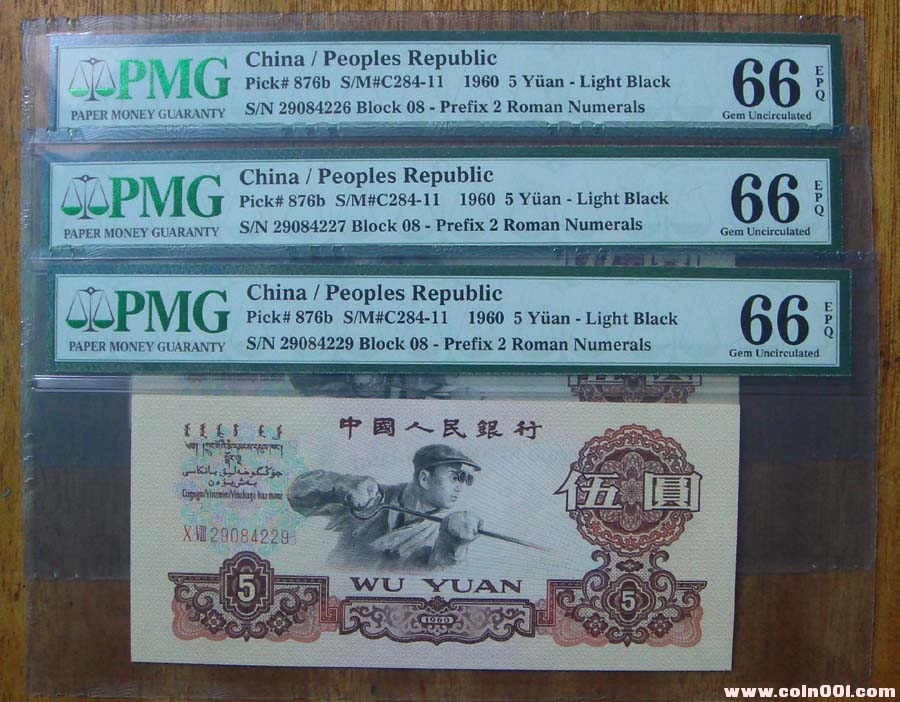 PMG
PAPER MONEY GUARANTY
China / Peoples Republic
Pick# 876b S/M#C284-11 1960 5 Yüan - Light Black
S/N 29084226 Block 08 - Prefix 2 Roman Numerals
66 EPQ
Gem Uncirculated
PMG
PAPER MONEY GUARANTY
China / Peoples Republic
Pick# 876b S/M#C284-11 1960 5 Yüan - Light Black
S/N 29084227 Block 08 - Prefix 2 Roman Numerals
66 EPQ
Gem Uncirculated
PMG
PAPER MONEY GUARANTY
China / Peoples Republic
Pick# 876b S/M#C284-11 1960 5 Yüan - Light Black
S/N 29084229 Block 08 - Prefix 2 Roman Numerals
66 EPQ
Gem Uncirculated
中國人民銀行
伍圓
X VIII 29084229
5
WU YUAN
1960
5
www.coin001.com